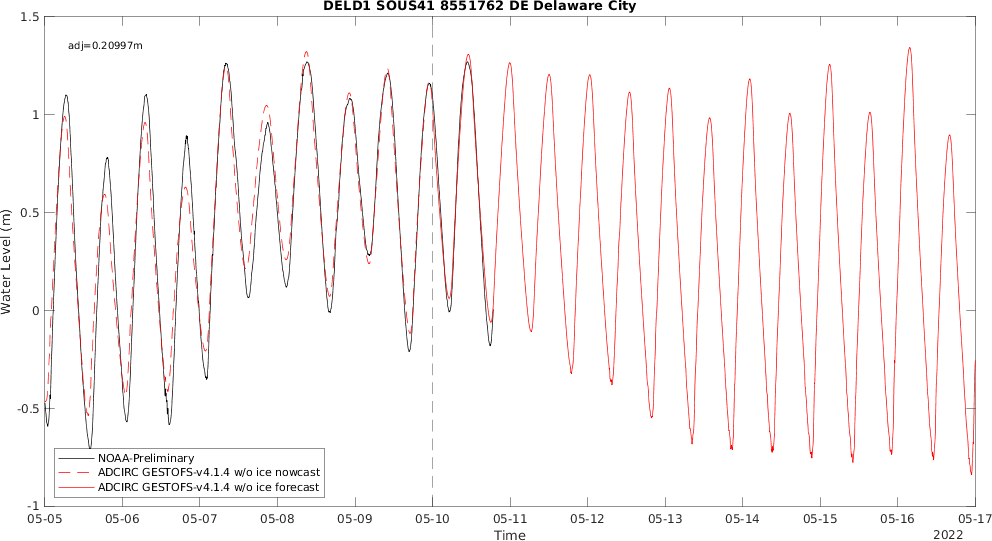 DELD1 SOUS41 8551762 DE Delaware City
adj=0.20997m
Water Level (m)
1.5
1
0.5
0
-0.5
-1
NOAA-Preliminary
ADCIRC GESTOFS-v4.1.4 w/o ice nowcast
ADCIRC GESTOFS-v4.1.4 w/o ice forecast
05-05 05-06 05-07 05-08 05-09 05-10 05-11 05-12 05-13 05-14 05-15 05-16 05-17
Time
2022